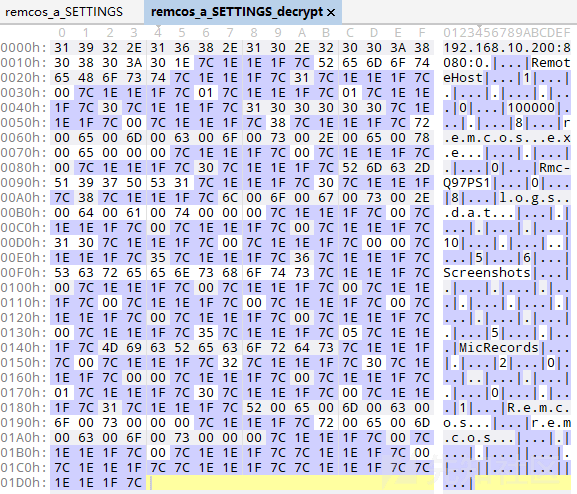 remcos_a_SETTINGS remcos_a_SETTINGS_decrypt ×
0 1 2 3 4 5 6 7 8 9 A B C D E F 0123456789ABCDEF
0000h: 31 39 32 2E 31 36 38 2E 31 30 2E 32 30 30 3A 38 192.168.10.200:8
0010h: 30 38 30 3A 30 1E 7C 1E 1E 1F 7C 52 65 6D 6F 74 080:0.|...|Remot
0020h: 65 48 6F 73 74 7C 1E 1E 1F 7C 31 7C 1E 1E 1F 7C eHost|...|1|...|
0030h: 00 7C 1E 1E 1F 7C 01 7C 1E 1E 1F 7C 01 7C 1E 1E .|...|.|...|.|..
0040h: 1F 7C 30 7C 1E 1E 1F 7C 31 30 30 30 30 30 7C 1E .|0|...|100000|.
0050h: 1E 1F 7C 00 7C 1E 1E 1F 7C 38 7C 1E 1E 1F 7C 72 ..|.|...|8|...|r
0060h: 00 65 00 6D 00 63 00 6F 00 73 00 2E 00 65 00 78 .e.m.c.o.s...e.x
0070h: 00 65 00 00 00 7C 1E 1E 1F 7C 00 7C 1E 1E 1F 7C .e...|...|.|...|
0080h: 00 7C 1E 1E 1F 7C 30 7C 1E 1E 1F 7C 52 6D 63 2D .|...|0|...|Rmc-
0090h: 51 39 37 50 53 31 7C 1E 1E 1F 7C 30 7C 1E 1E 1F Q97PS1|...|0|...
00A0h: 7C 38 7C 1E 1E 1F 7C 6C 00 6F 00 67 00 73 00 2E |8|...|l.o.g.s..
00B0h: 00 64 00 61 00 74 00 00 00 7C 1E 1E 1F 7C 00 7C .d.a.t...|...|.|
00C0h: 1E 1E 1F 7C 00 7C 1E 1E 1F 7C 00 7C 1E 1E 1F 7C ...|.|...|.|...|
00D0h: 31 30 7C 1E 1E 1F 7C 00 7C 1E 1E 1F 7C 00 00 7C 10|...|.|...|..|
00E0h: 1E 1E 1F 7C 35 7C 1E 1E 1F 7C 36 7C 1E 1E 1F 7C ...|5|...|6|...|
00F0h: 53 63 72 65 65 6E 73 68 6F 74 73 7C 1E 1E 1F 7C Screenshots|...|
0100h: 00 7C 1E 1E 1F 7C 00 7C 1E 1E 1F 7C 00 7C 1E 1E .|...|.|...|.|..
0110h: 1F 7C 00 7C 1E 1E 1F 7C 00 7C 1E 1E 1F 7C 00 7C .|.|...|.|...|.|
0120h: 1E 1E 1F 7C 00 7C 1E 1E 1F 7C 00 7C 1E 1E 1F 7C ...|.|...|.|...|
0130h: 00 7C 1E 1E 1F 7C 35 7C 1E 1E 1F 7C 05 7C 1E 1E .|...|5|...|.|..
0140h: 1F 7C 4D 69 63 52 65 63 6F 72 64 73 7C 1E 1E 1F .|MicRecords|...
0150h: 7C 00 7C 1E 1E 1F 7C 32 7C 1E 1E 1F 7C 30 7C 1E |.|...|2|...|0|.
0160h: 1E 1F 7C 00 00 7C 1E 1E 1F 7C 00 7C 1E 1E 1F 7C ..|..|...|.|...|
0170h: 01 7C 1E 1E 1F 7C 30 7C 1E 1E 1F 7C 00 7C 1E 1E .|...|0|...|.|..
0180h: 1F 7C 31 7C 1E 1E 1F 7C 52 00 65 00 6D 00 63 00 .|1|...|R.e.m.c.
0190h: 6F 00 73 00 00 00 7C 1E 1E 1F 7C 72 00 65 00 6D o.s...|...|r.e.m
01A0h: 00 63 00 6F 00 73 00 00 00 7C 1E 1E 1F 7C 00 7C .c.o.s...|...|.|
01B0h: 1E 1E 1F 7C 00 7C 1E 1E 1F 7C 00 7C 1E 1E 1F 7C 00 ...|.|...|.|...|
01C0h: 7C 1E 1E 1F 7C 7C 1E 1E 1F 7C 7C 1E 1E 1F 7C 7C |...||...||...||
01D0h: 1E 1E 1F 7C ...|